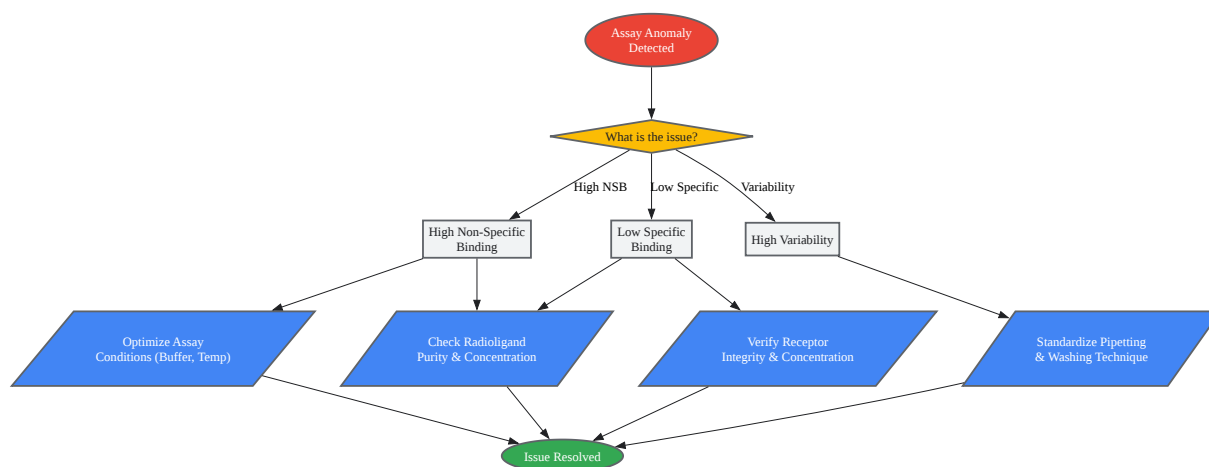 Assay Anomaly
Detected
What is the issue?
High NSB
Low Specific
Variability
High Non-Specific
Binding
Low Specific
Binding
High Variability
Optimize Assay
Conditions (Buffer, Temp)
Check Radioligand
Purity & Concentration
Verify Receptor
Integrity & Concentration
Standardize Pipetting
& Washing Technique
Issue Resolved